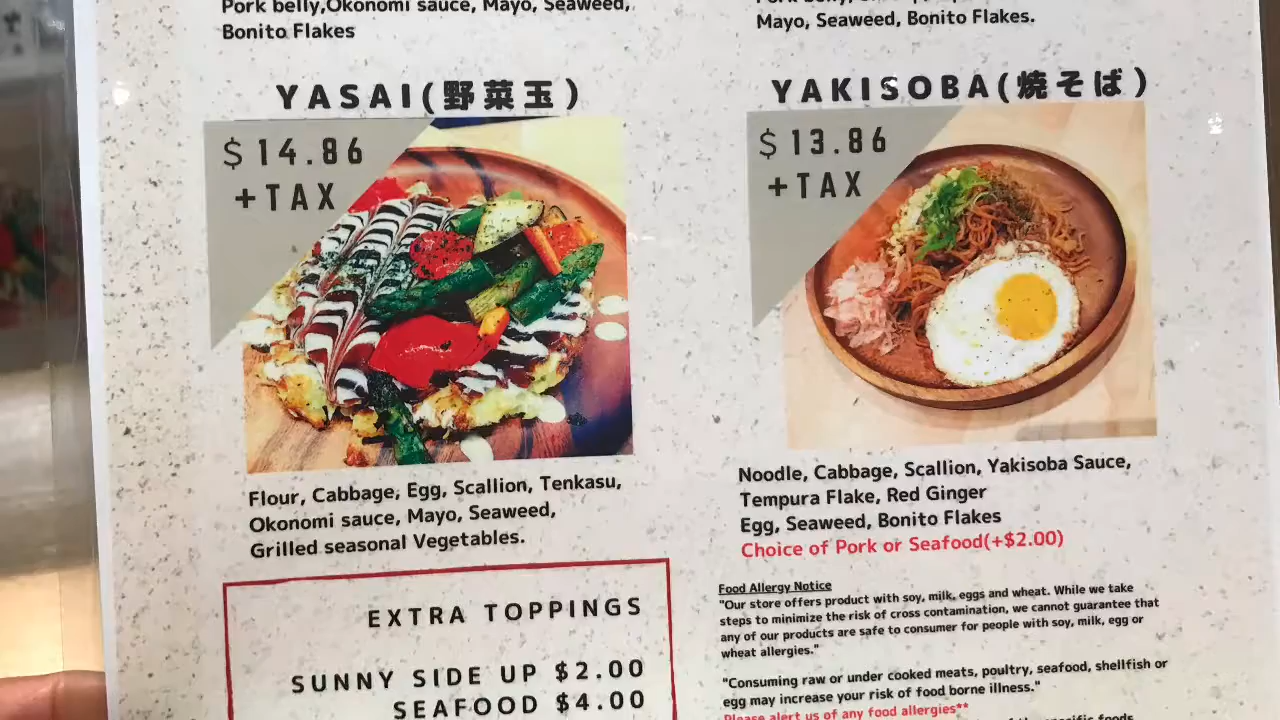 Pork belly,Okonomi sauce, Mayo, Seaweed,
Bonito Flakes
Mayo, Seaweed, Bonito Flakes.
YASAI(野菜玉)
$14.86
+TAX
Flour, Cabbage, Egg, Scallion, Tenkasu,
Okonomi sauce, Mayo, Seaweed,
Grilled seasonal Vegetables.
YAKISOBA(焼そば)
$13.86
+TAX
Noodle, Cabbage, Scallion, Yakisoba Sauce,
Tempura Flake, Red Ginger
Egg, Seaweed, Bonito Flakes
Choice of Pork or Seafood(+$2.00)
EXTRA TOPPINGS
SUNNY SIDE UP $2.00
SEAFOOD $4.00
Food Allergy Notice
"Our store offers product with soy, milk, eggs and wheat. While we take
steps to minimize the risk of cross contamination, we cannot guarantee that
any of our products are safe to consumer for people with soy, milk, egg or
wheat allergies."
"Consuming raw or under cooked meats, poultry, seafood, shellfish or
egg may increase your risk of food borne illness."
Please alert us of any food allergies**